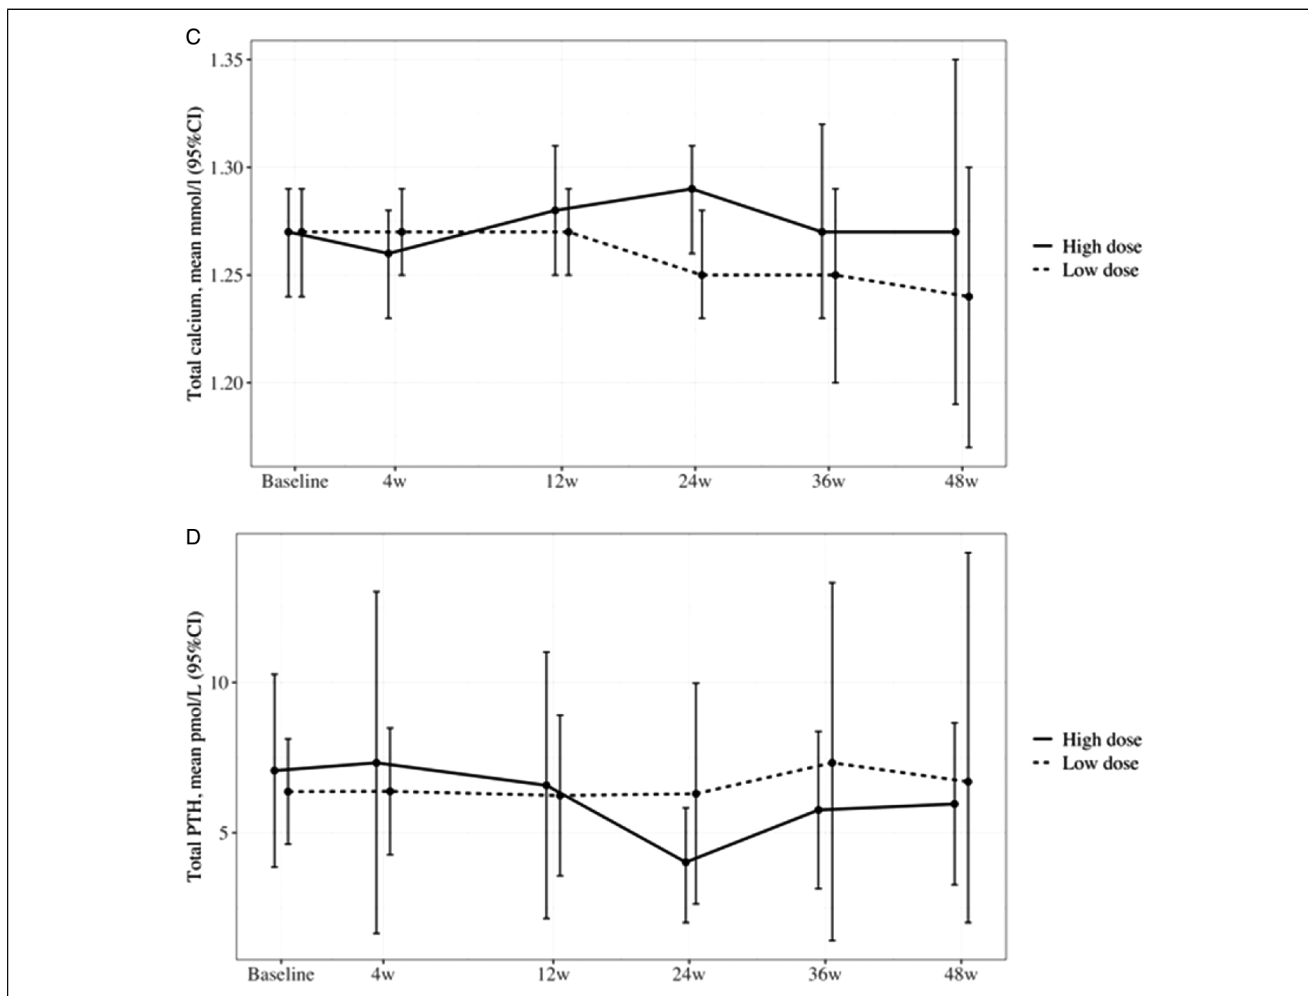 C
Total calcium, mean mmol/l (95%CI)
1.35
1.30
1.25
1.20
Baseline 4w 12w 24w 36w 48w
High dose
Low dose
D
Total PTH, mean pmol/L (95%CI)
10
5
Baseline 4w 12w 24w 36w 48w
High dose
Low dose